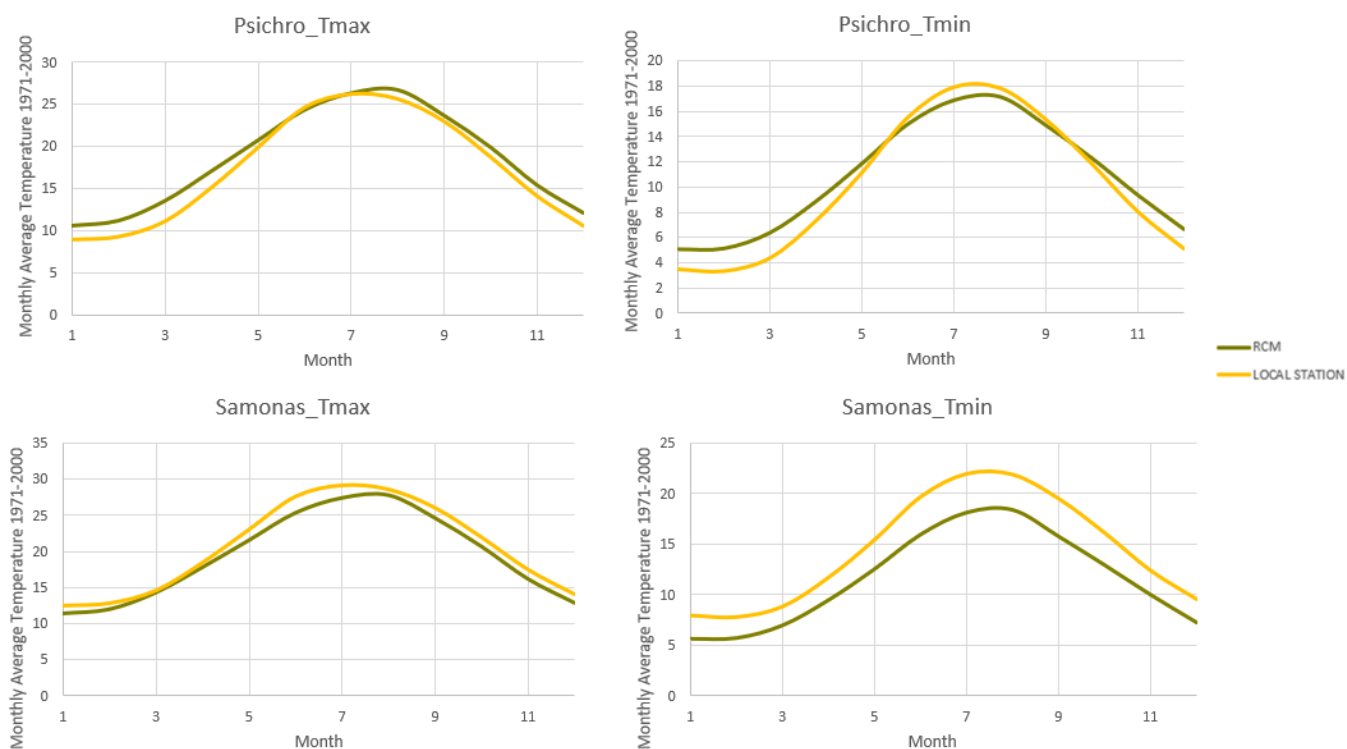 Psichro_Tmax
Monthly Average Temperature 1971-2000
30
25
20
15
10
5
0
1 3 5 7 9 11
Month
Psichro_Tmin
Monthly Average Temperature 1971-2000
20
18
16
14
12
10
8
6
4
2
0
1 3 5 7 9 11
Month
RCM
LOCAL STATION
Samonas_Tmax
Monthly Average Temperature 1971-2000
35
30
25
20
15
10
5
0
1 3 5 7 9 11
Month
Samonas_Tmin
Monthly Average Temperature 1971-2000
25
20
15
10
5
0
1 3 5 7 9 11
Month